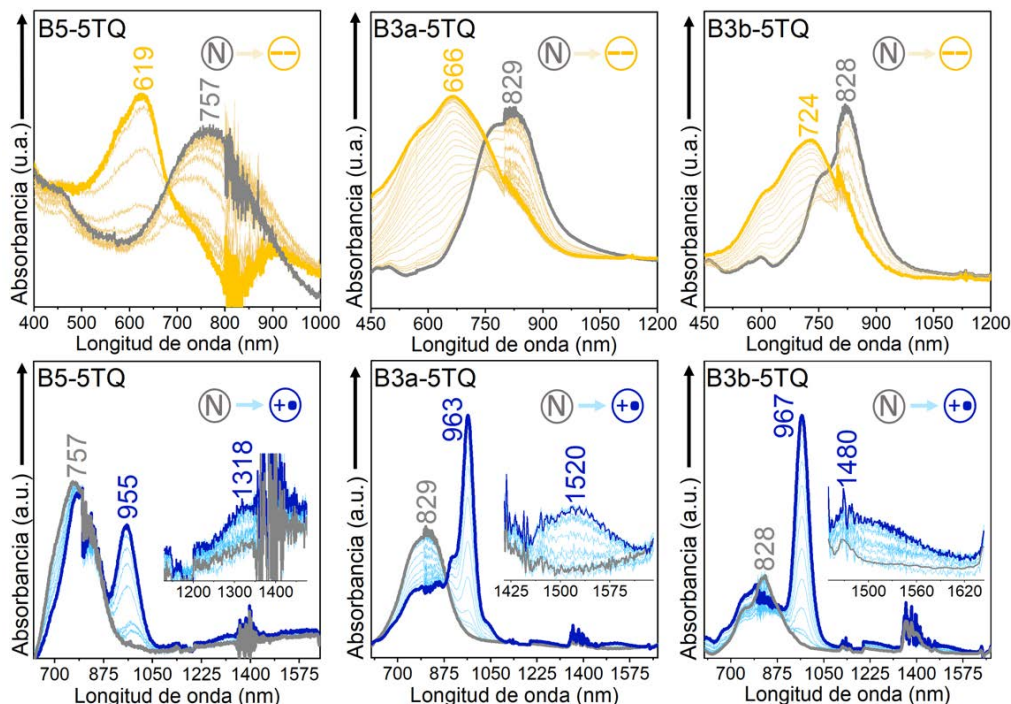 B5-5TQ
N
––
619
757
Absorbancia (u.a.)
400 500 600 700 800 900 1000
Longitud de onda (nm)
B3a-5TQ
N
––
666
829
Absorbancia (u.a.)
450 600 750 900 1050 1200
Longitud de onda (nm)
B3b-5TQ
N
––
724
828
Absorbancia (u.a.)
450 600 750 900 1050 1200
Longitud de onda (nm)
B5-5TQ
N
+•
757
955
1318
1200 1300 1400
Absorbancia (a.u.)
700 875 1050 1225 1400 1575
Longitud de onda (nm)
B3a-5TQ
N
+•
829
963
1520
1425 1500 1575
Absorbancia (a.u.)
700 875 1050 1225 1400 1575
Longitud de onda (nm)
B3b-5TQ
N
+•
828
967
1480
1500 1560 1620
Absorbancia (a.u.)
700 875 1050 1225 1400 1575
Longitud de onda (nm)